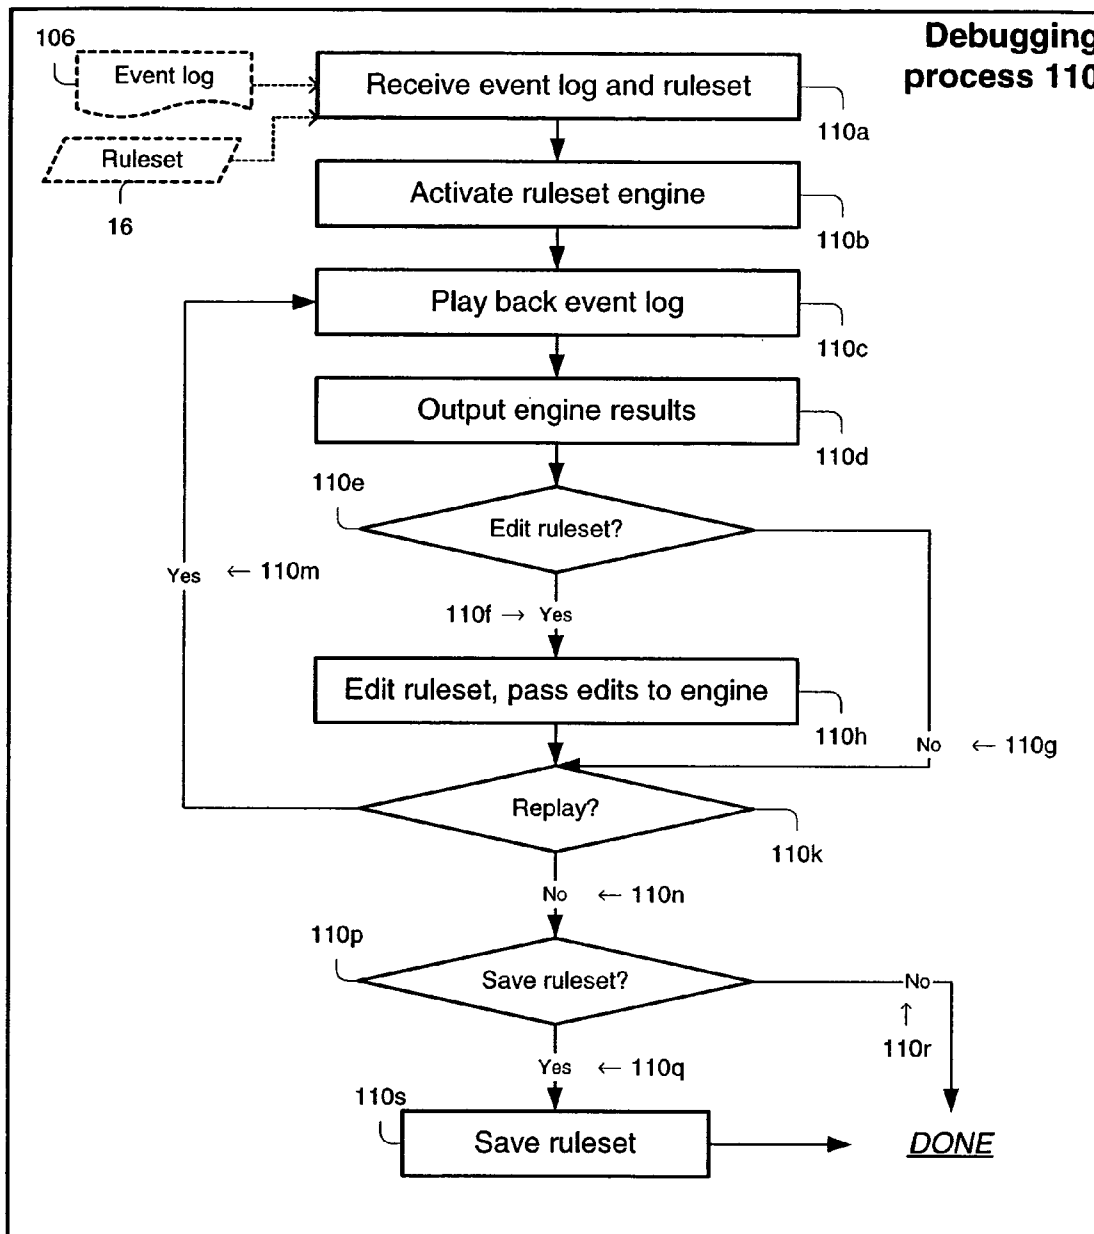 Debugging
process 110
106
Event log
Receive event log and ruleset
110a
Ruleset
16
Activate ruleset engine
110b
Play back event log
110c
Output engine results
110d
110e
Edit ruleset?
Yes ← 110m
110f → Yes
Edit ruleset, pass edits to engine
110h
No ← 110g
Replay?
110k
No ← 110n
110p
Save ruleset?
No
↑
110r
Yes ← 110q
110s
Save ruleset
DONE